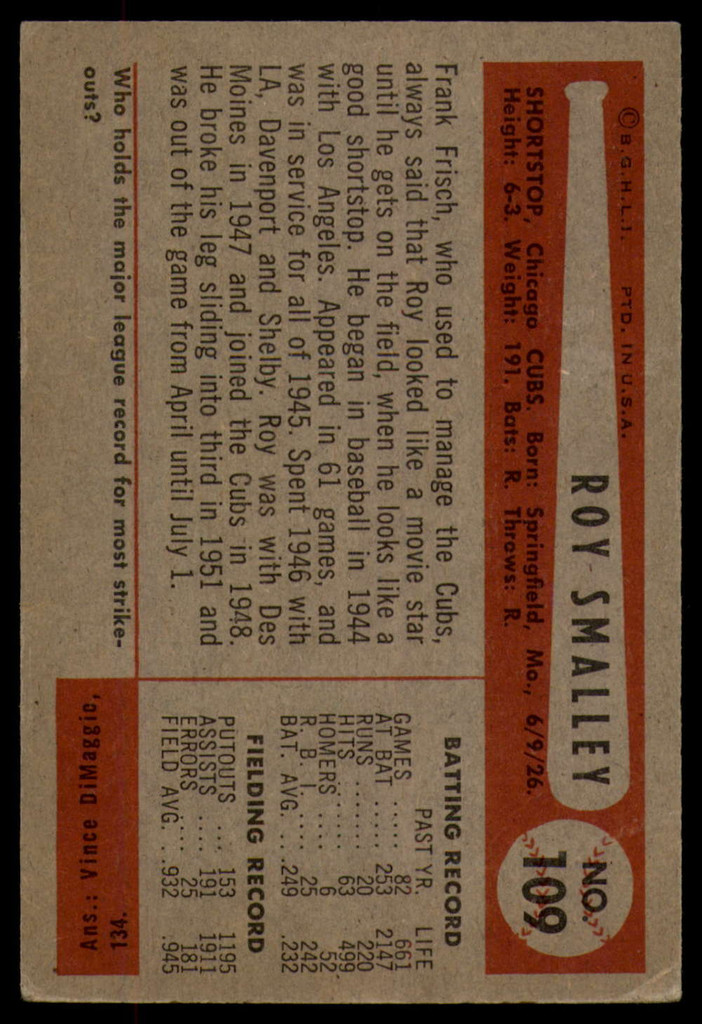 © B.G.H.L.I. PTD. IN U.S.A.
ROY SMALLEY
NO.
109
SHORTSTOP, Chicago CUBS. Born: Springfield, Mo., 6/9/26.
Height: 6-3. Weight: 191. Bats: R. Throws: R.
Frank Frisch, who used to manage the Cubs,
always said that Roy looked like a movie star
until he gets on the field, when he looks like a
good shortstop. He began in baseball in 1944
with Los Angeles. Appeared in 61 games, and
was in service for all of 1945. Spent 1946 with
LA, Davenport and Shelby. Roy was with Des
Moines in 1947 and joined the Cubs in 1948.
He broke his leg sliding into third in 1951 and
was out of the game from April until July 1.
BATTING RECORD
PAST YR. LIFE
GAMES ..... 82 661
AT BAT ..... 253 2147
RUNS ....... 20 220
HITS ....... 63 499
HOMERS .... 6 52
R. B. I. .... 25 242
BAT. AVG. .. .249 .232
FIELDING RECORD
PUTOUTS ... 153 1195
ASSISTS .... 191 1911
ERRORS .... 25 181
FIELD AVG. .932 .945
Who holds the major league record for most strike-
outs?
134.
Ans.: Vince DiMaggio,